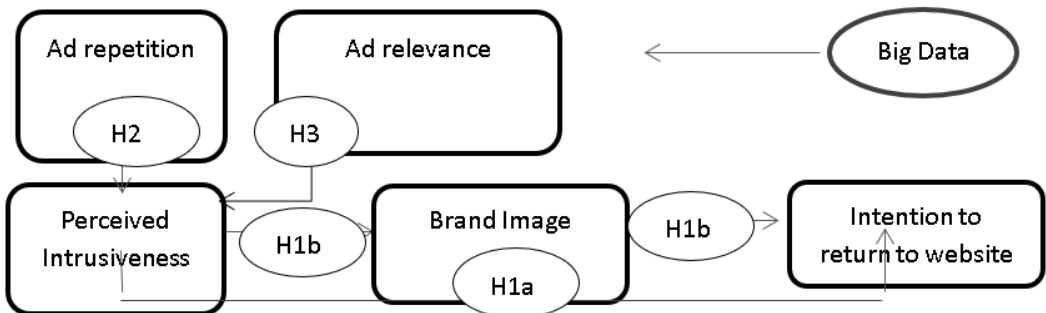 Ad repetition
Ad relevance
Big Data
H2
H3
Perceived
Intrusiveness
H1b
Brand Image
H1a
H1b
Intention to
return to website